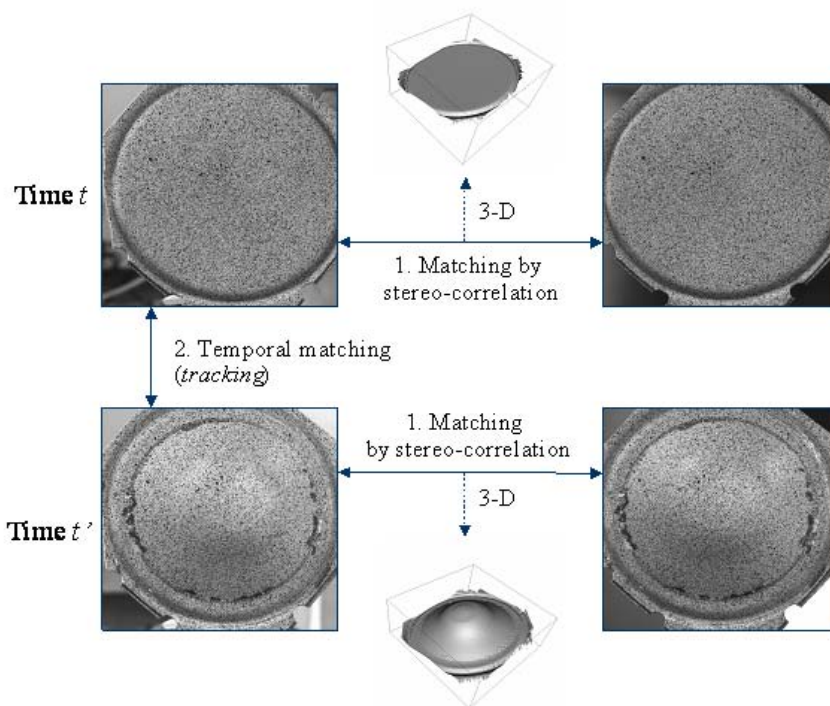 Time t
3-D
1. Matching by
stereo-correlation
2. Temporal matching
(tracking)
1. Matching
by stereo-correlation
3-D
Time t'